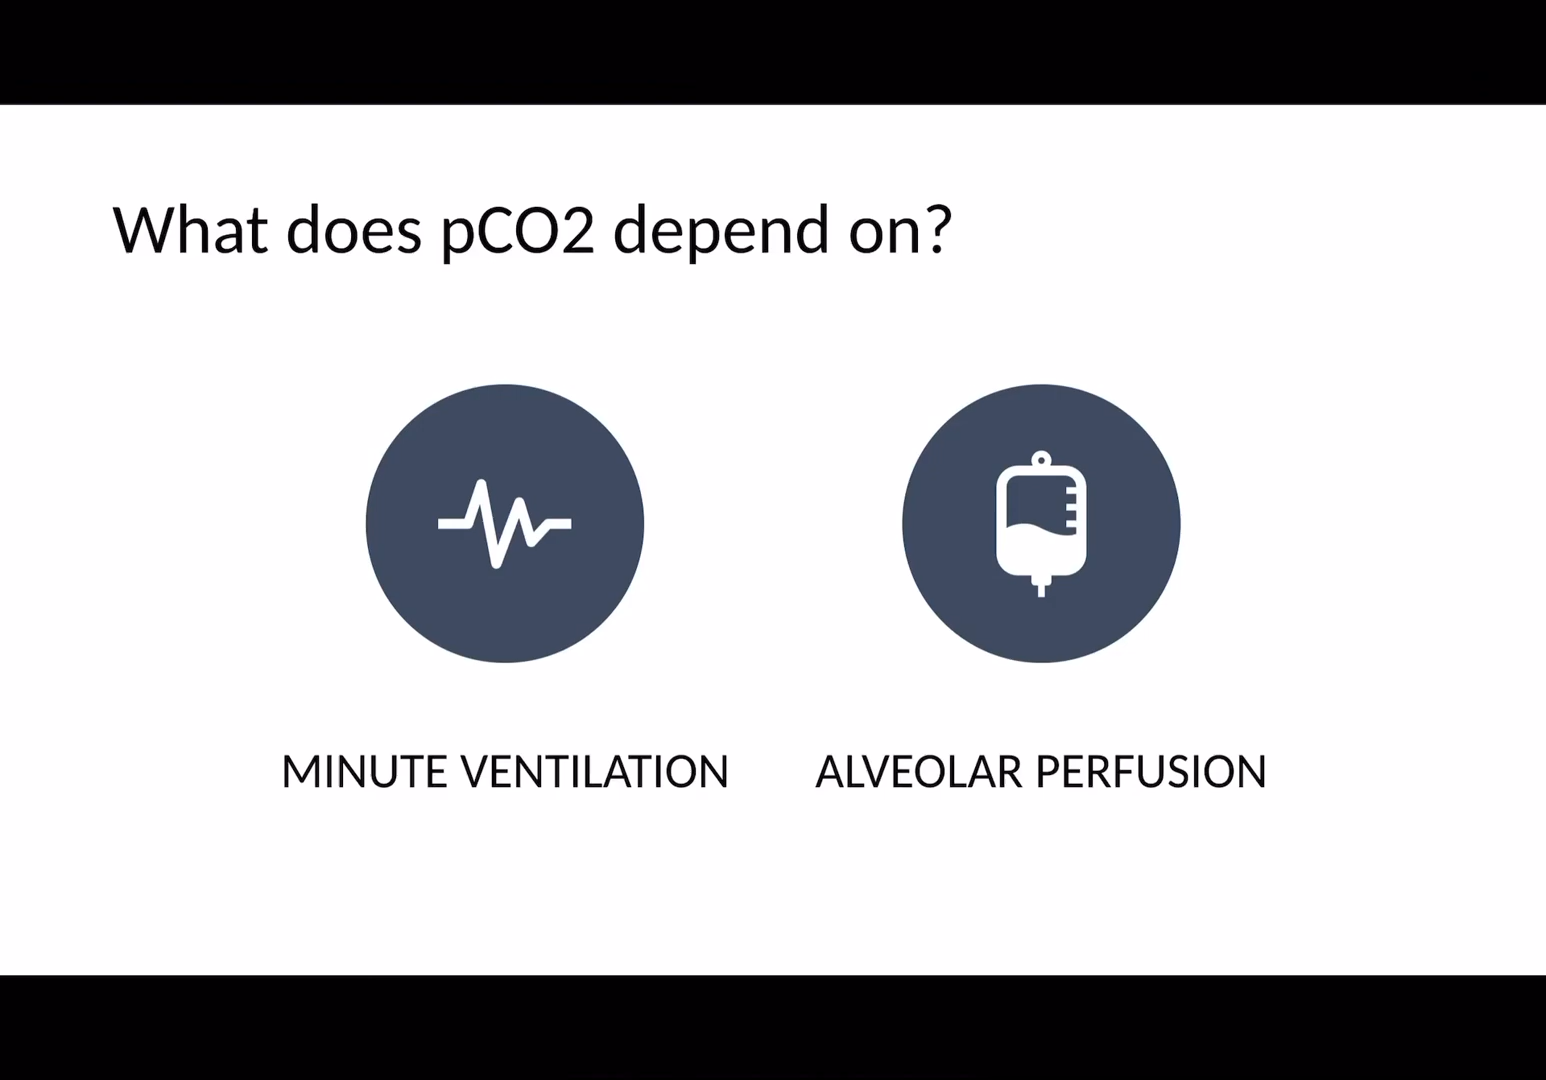 What does pCO2 depend on?
MINUTE VENTILATION
ALVEOLAR PERFUSION